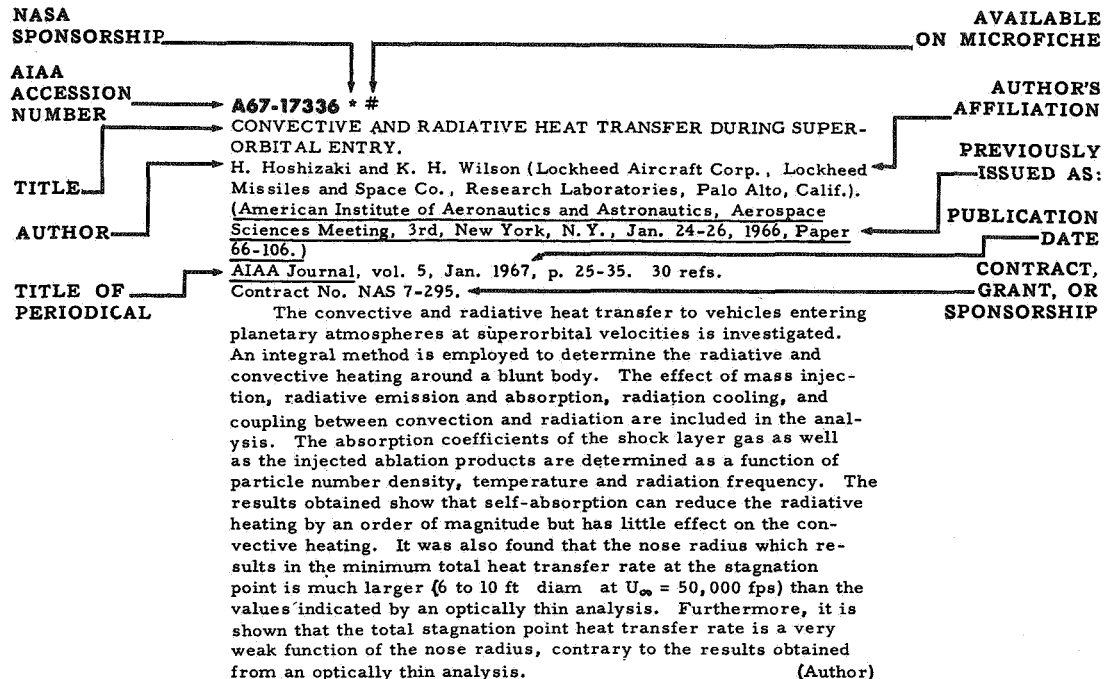 NASA
SPONSORSHIP
AVAILABLE
ON MICROFICHE
AIAA
ACCESSION
NUMBER
AUTHOR'S
AFFILIATION
TITLE
PREVIOUSLY
ISSUED AS:
AUTHOR
PUBLICATION
DATE
TITLE OF
PERIODICAL
CONTRACT,
GRANT, OR
SPONSORSHIP
A67-17336 * #
CONVECTIVE AND RADIATIVE HEAT TRANSFER DURING SUPER-
ORBITAL ENTRY.
H. Hoshizaki and K. H. Wilson (Lockheed Aircraft Corp., Lockheed
Missiles and Space Co., Research Laboratories, Palo Alto, Calif.).
(American Institute of Aeronautics and Astronautics, Aerospace
Sciences Meeting, 3rd, New York, N.Y., Jan. 24-26, 1966, Paper
66-106.)
AIAA Journal, vol. 5, Jan. 1967, p. 25-35. 30 refs.
Contract No. NAS 7-295.
The convective and radiative heat transfer to vehicles entering
planetary atmospheres at superorbital velocities is investigated.
An integral method is employed to determine the radiative and
convective heating around a blunt body. The effect of mass injec-
tion, radiative emission and absorption, radiation cooling, and
coupling between convection and radiation are included in the anal-
ysis. The absorption coefficients of the shock layer gas as well
as the injected ablation products are determined as a function of
particle number density, temperature and radiation frequency. The
results obtained show that self-absorption can reduce the radiative
heating by an order of magnitude but has little effect on the con-
vective heating. It was also found that the nose radius which re-
sults in the minimum total heat transfer rate at the stagnation
point is much larger (6 to 10 ft diam at U∞ = 50,000 fps) than the
values indicated by an optically thin analysis. Furthermore, it is
shown that the total stagnation point heat transfer rate is a very
weak function of the nose radius, contrary to the results obtained
from an optically thin analysis. (Author)